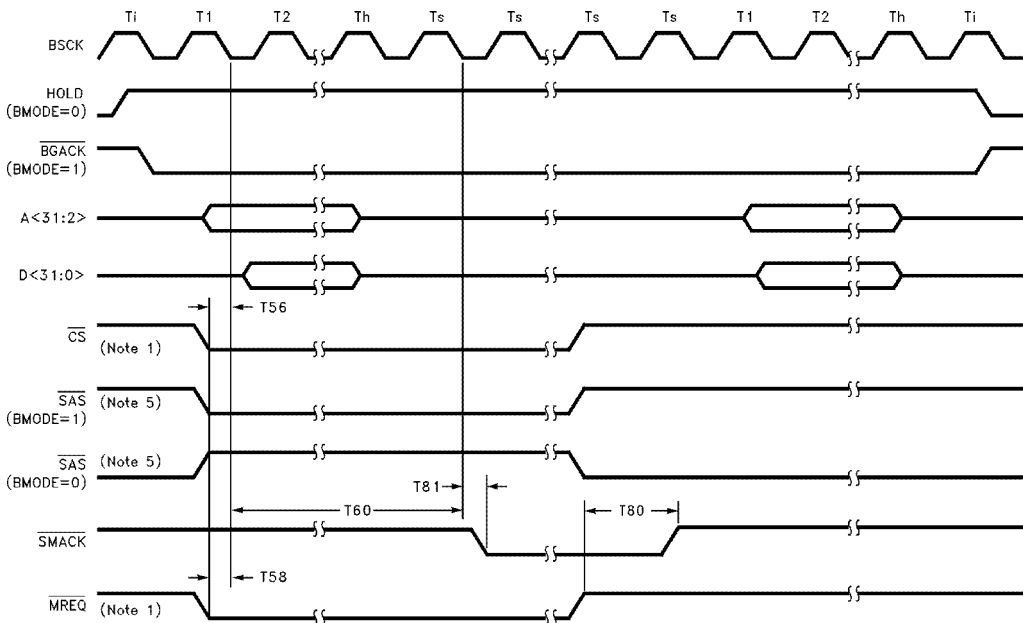 Ti T1 T2 Th Ts Ts Ts Ts T1 T2 Th Ti
BSCK
HOLD
(BMODE=0)
BGACK
(BMODE=1)
A<31:2>
D<31:0>
T56
CS (Note 1)
SAS (Note 5)
(BMODE=1)
SAS (Note 5)
(BMODE=0)
T81
T60 T80
SMACK
T58
MREQ (Note 1)